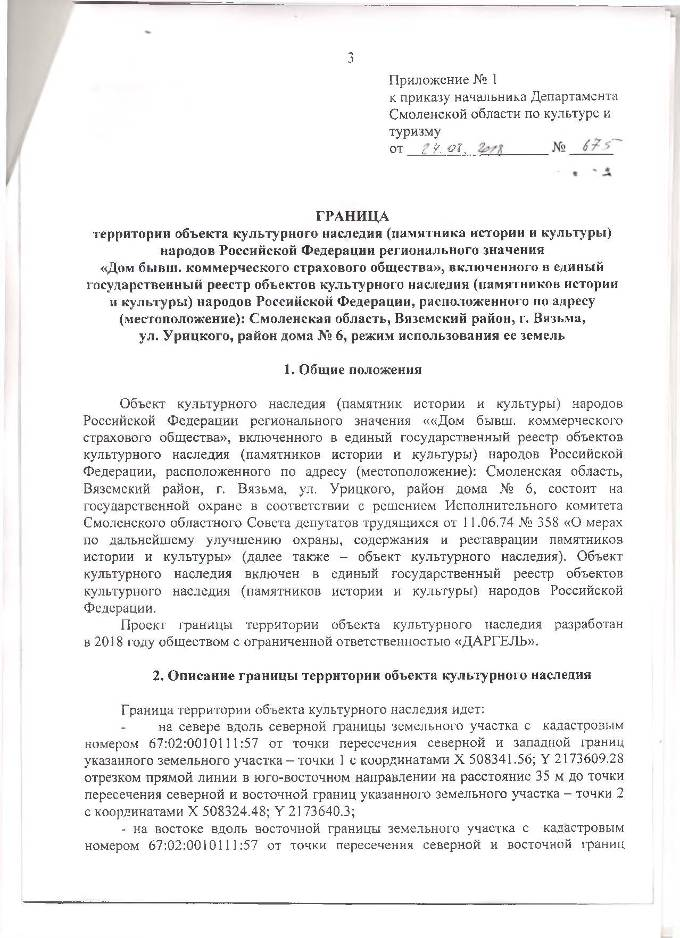 3
Приложение № 1
к приказу начальника Департамента
Смоленской области по культуре и
туризму
от 24.08.2018 № 675
ГРАНИЦА
территории объекта культурного наследия (памятника истории и культуры)
народов Российской Федерации регионального значения
«Дом бывш. коммерческого страхового общества», включенного в единый
государственный реестр объектов культурного наследия (памятников истории
и культуры) народов Российской Федерации, расположенного по адресу
(местоположение): Смоленская область, Вяземский район, г. Вязьма,
ул. Урицкого, район дома № 6, режим использования ее земель
1. Общие положения
Объект культурного наследия (памятник истории и культуры) народов
Российской Федерации регионального значения ««Дом бывш. коммерческого
страхового общества», включенного в единый государственный реестр объектов
культурного наследия (памятников истории и культуры) народов Российской
Федерации, расположенного по адресу (местоположение): Смоленская область,
Вяземский район, г. Вязьма, ул. Урицкого, район дома № 6, состоит на
государственной охране в соответствии с решением Исполнительного комитета
Смоленского областного Совета депутатов трудящихся от 11.06.74 № 358 «О мерах
по дальнейшему улучшению охраны, содержания и реставрации памятников
истории и культуры» (далее также – объект культурного наследия). Объект
культурного наследия включен в единый государственный реестр объектов
культурного наследия (памятников истории и культуры) народов Российской
Федерации.
Проект границы территории объекта культурного наследия разработан
в 2018 году обществом с ограниченной ответственностью «ДАРГЕЛЬ».
2. Описание границы территории объекта культурного наследия
Граница территории объекта культурного наследия идет:
- на севере вдоль северной границы земельного участка с кадастровым
номером 67:02:0010111:57 от точки пересечения северной и западной границ
указанного земельного участка – точки 1 с координатами X 508341.56; Y 2173609.28
отрезком прямой линии в юго-восточном направлении на расстояние 35 м до точки
пересечения северной и восточной границ указанного земельного участка – точки 2
с координатами X 508324.48; Y 2173640.3;
- на востоке вдоль восточной границы земельного участка с кадастровым
номером 67:02:0010111:57 от точки пересечения северной и восточной границ